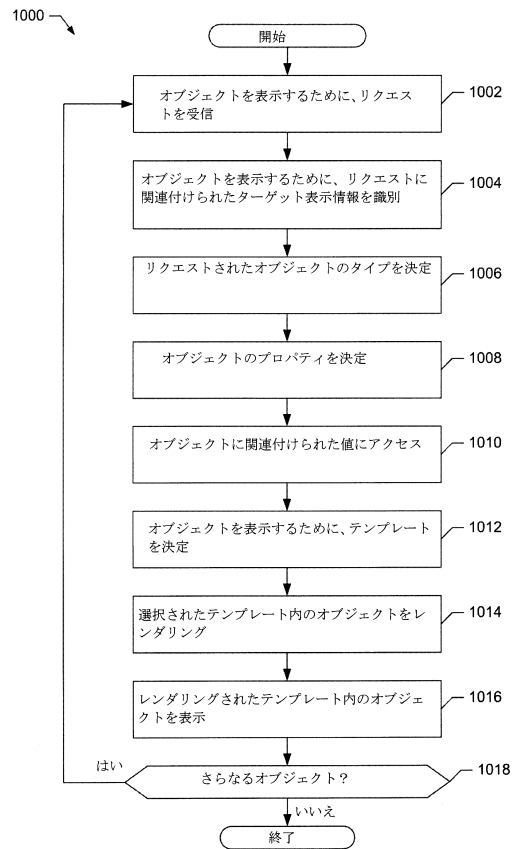 1000
開始
オブジェクトを表示するために、リクエス
トを受信
1002
オブジェクトを表示するために、リクエストに
関連付けられたターゲット表示情報を識別
1004
リクエストされたオブジェクトのタイプを決定
1006
オブジェクトのプロパティを決定
1008
オブジェクトに関連付けられた値にアクセス
1010
オブジェクトを表示するために、テンプレート
を決定
1012
選択されたテンプレート内のオブジェクトをレ
ンダリング
1014
レンダリングされたテンプレート内のオブジェ
クトを表示
1016
はい
さらなるオブジェクト？
1018
いいえ
終了